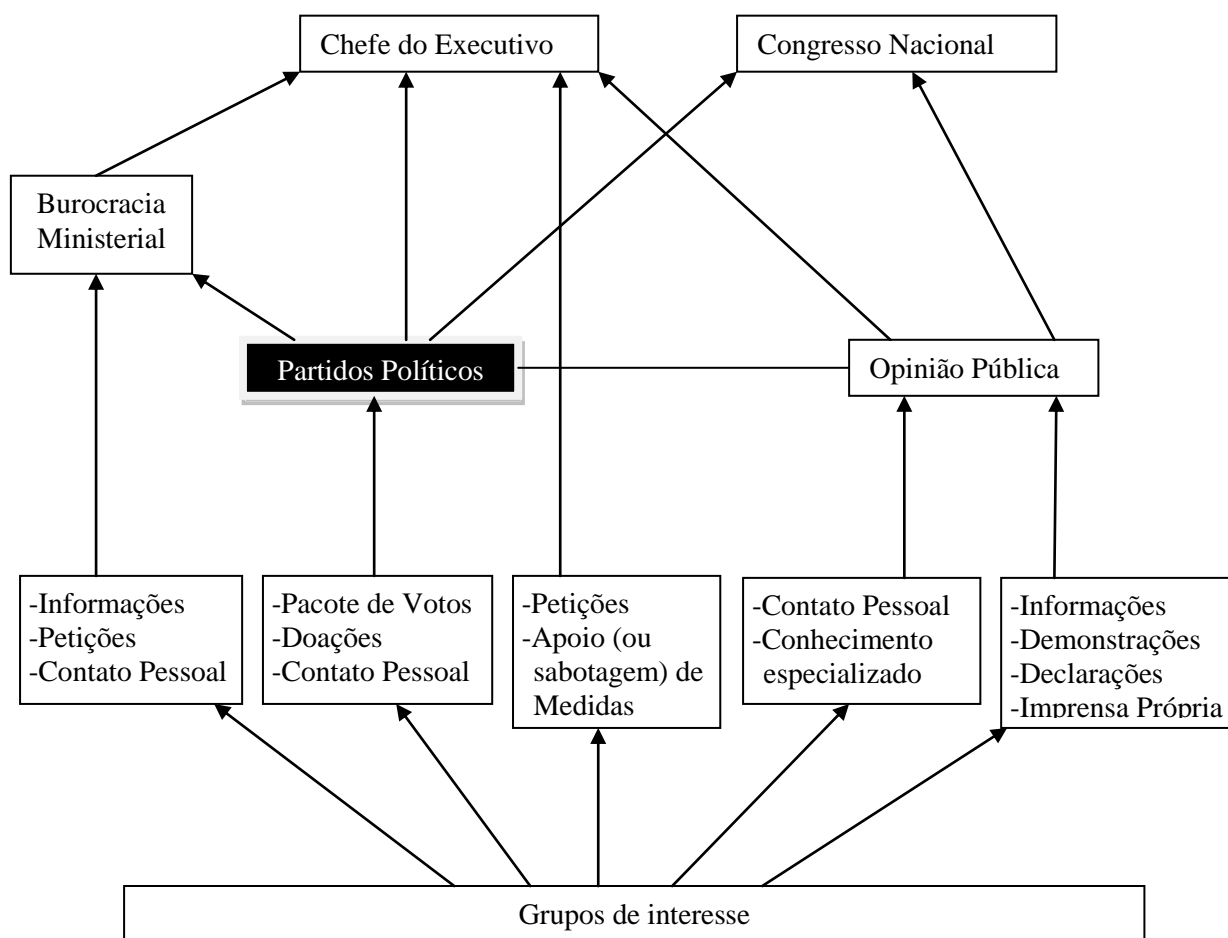 Chefe do Executivo
Congresso Nacional
Burocracia
Ministerial
Partidos Políticos
Opinião Pública
-Informações
-Petições
-Contato Pessoal
-Pacote de Votos
-Doações
-Contato Pessoal
-Petições
-Apoio (ou
sabotagem) de
Medidas
-Contato Pessoal
-Conhecimento
especializado
-Informações
-Demonstrações
-Declarações
-Imprensa Própria
Grupos de interesse